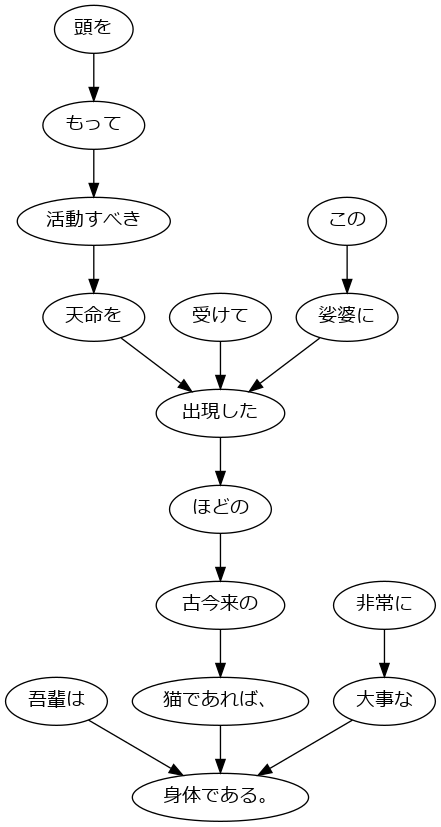 頭を
もって
活動すべき
この
天命を
受けて
娑婆に
出現した
ほどの
古今来の
非常に
吾輩は
猫であれば、
大事な
身体である。